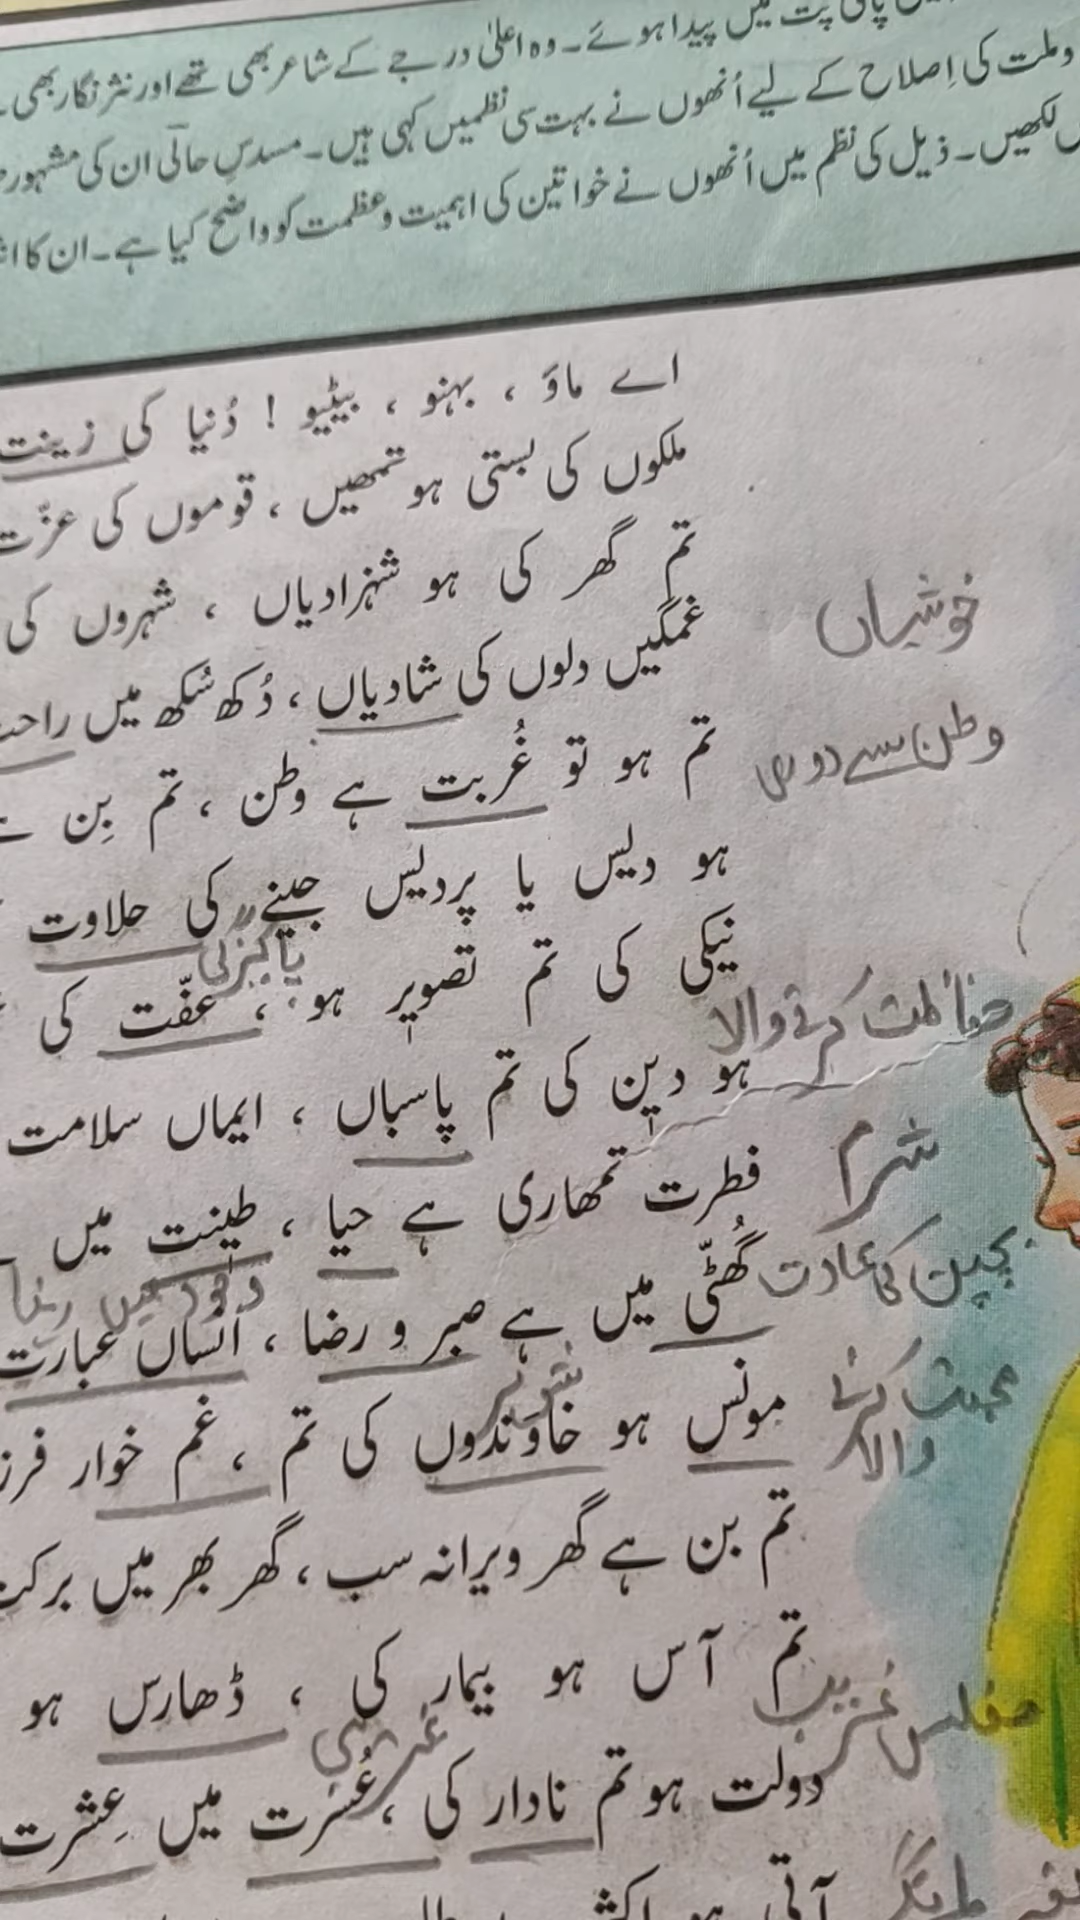 پانی پت میں پیدا ہوئے۔ وہ اعلیٰ درجے کے شاعر بھی تھے اور نثر نگار بھی۔
و ملت کی اِصلاح کے لیے اُنھوں نے بہت سی نظمیں کہی ہیں۔ مسدسِ حالؔی ان کی مشہور
لکھیں۔ ذیل کی نظم میں اُنھوں نے خواتین کی اہمیت و عظمت کو واضح کیا ہے۔ ان کا
اے ماؤ ، بہنو ، بیٹیو ! دُنیا کی زینت
ملکوں کی بستی ہو تمھیں ، قوموں کی عزّت
تم گھر کی ہو شہزادیاں ، شہروں کی
خوشیاں
غمگیں دلوں کی شادیاں ، دُکھ سُکھ میں راحت
وطن سے دوری
تم ہو تو غُربت ہے وطن ، تم بِن
ہو دیس یا پردیس جینے کی حلاوت
پاکیزگی
نیکی کی تم تصویر ہو ، عفّت کی
حفاظت کرنے والا
ہو دین کی تم پاسباں ، ایماں سلامت
شرم
فطرت تمھاری ہے حیا ، طینت میں
بچپن کی عادت
گُھٹّی میں ہے صبر و رضا ، انساں عبارت
محبت کرنے والا
شوہر
مونس ہو خاوندوں کی تم ، غم خوار
تم بن ہے گھر ویرانہ سب ، گھر بھر میں برکت
تم آس ہو بیمار کی ، ڈھارس ہو
مفلس غریب
غریبی
دولت ہو تم نادار کی ، عُسرت میں عِشرت